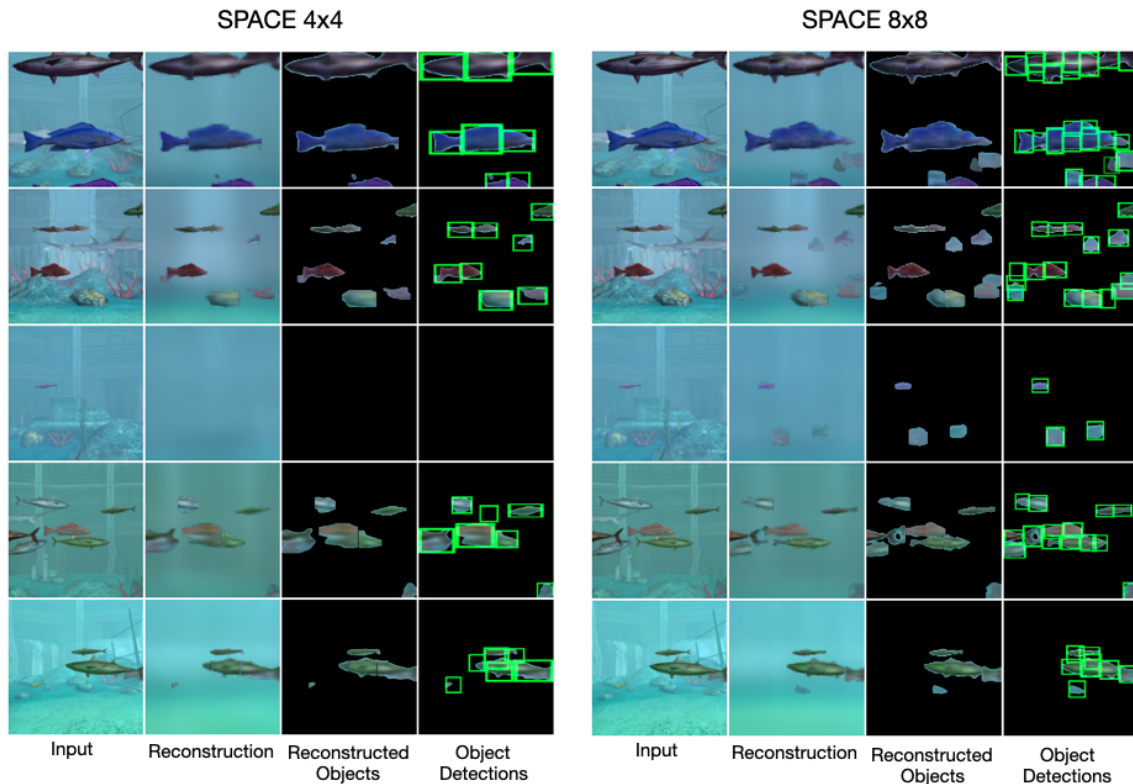 SPACE 4x4
SPACE 8x8
Input
Reconstruction
Reconstructed
Objects
Object
Detections
Input
Reconstruction
Reconstructed
Objects
Object
Detections